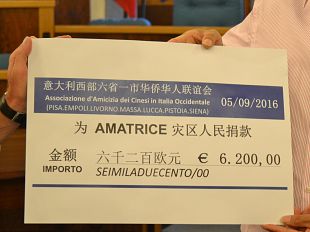 意大利西部六省一市华侨华人联谊会
Associazione d'Amicizia dei Cinesi in Italia Occidentale
(PISA.EMPOLI.LIVORNO.MASSA.LUCCA.PISTOIA.SIENA)
05/09/2016
为 AMATRICE 灾区人民捐款
金额 六千二百欧元 € 6.200,00
IMPORTO SEIMILADUECENTO/00